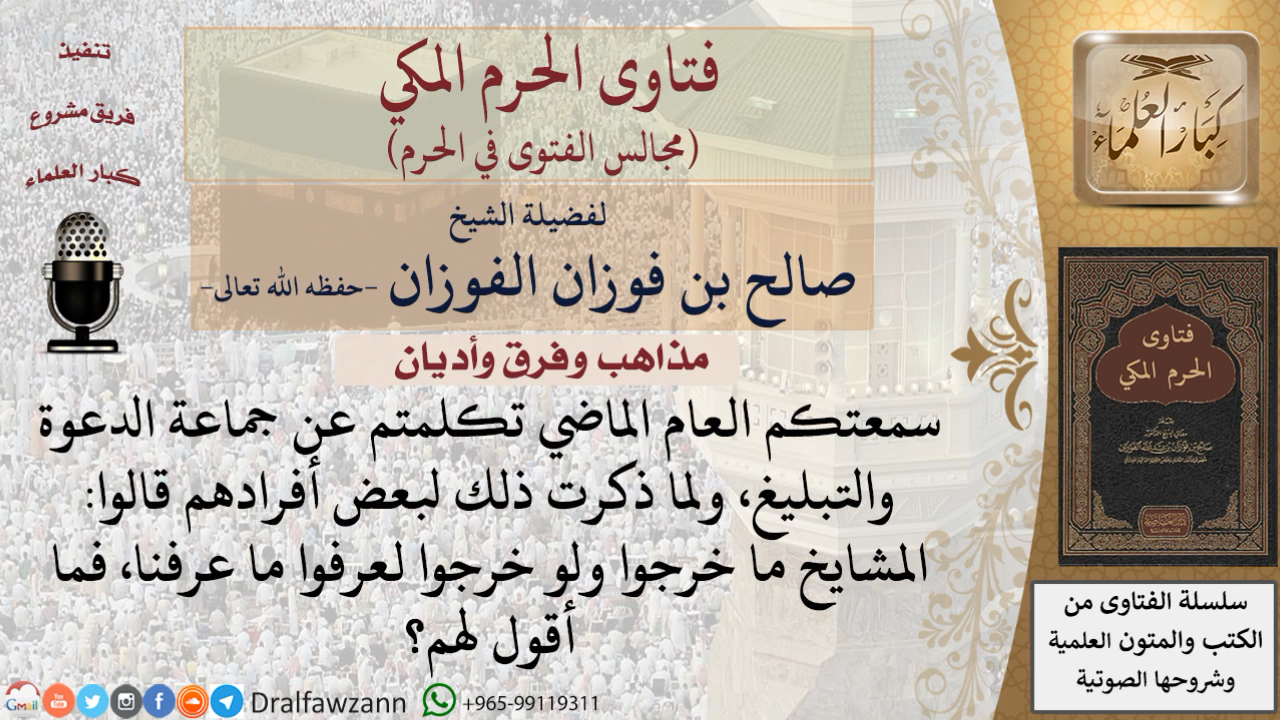 تنفيذ
فريق مشروع
كبار العلماء
فتاوى الحرم المكي
(مجالس الفتوى في الحرم)
لفضيلة الشيخ
صالح بن فوزان الفوزان -حفظه الله تعالى-
مذاهب وفرق وأديان
سمعتكم العام الماضي تكلمتم عن جماعة الدعوة
والتبليغ، ولما ذكرت ذلك لبعض أفرادهم قالوا:
المشايخ ما خرجوا ولو خرجوا لعرفوا ما عرفنا، فما
أقول لهم؟
كبار العلماء
فتاوى
الحرم المكي
سلسلة الفتاوى من
الكتب والمتون العلمية
وشروحها الصوتية
Gmail
Dralfawzann
+965-99119311